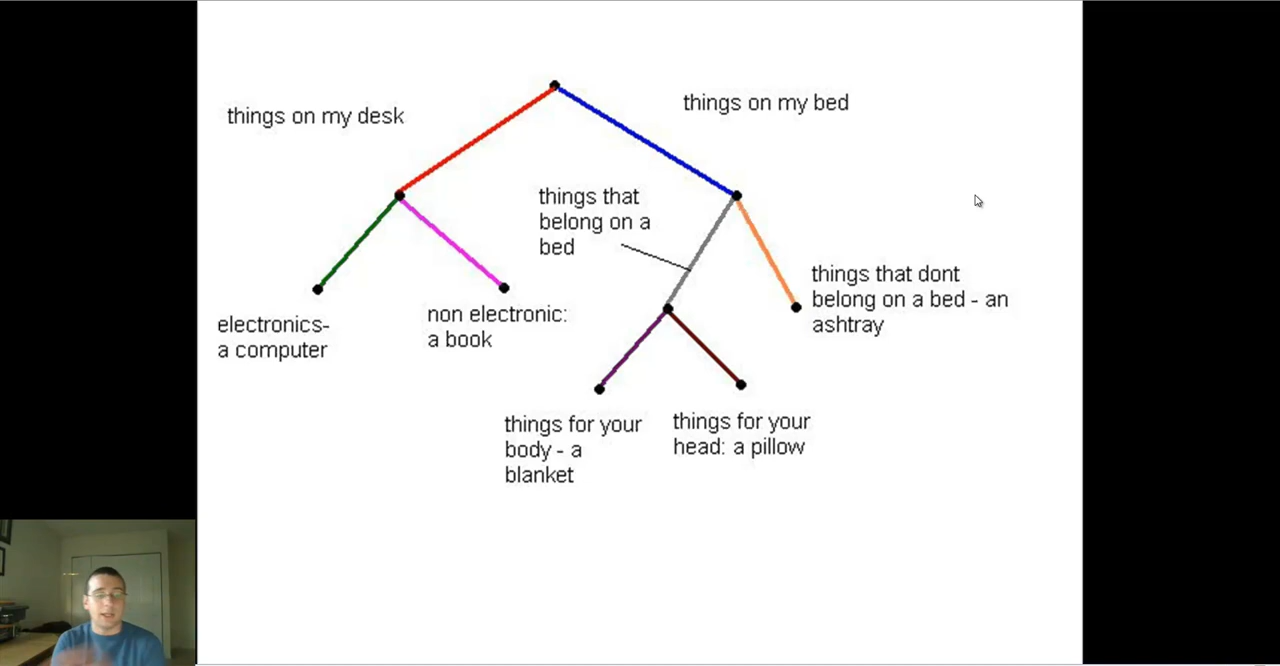 things on my desk
things on my bed
things that
belong on a
bed
things that dont
belong on a bed - an
ashtray
electronics-
a computer
non electronic:
a book
things for your
body - a
blanket
things for your
head: a pillow